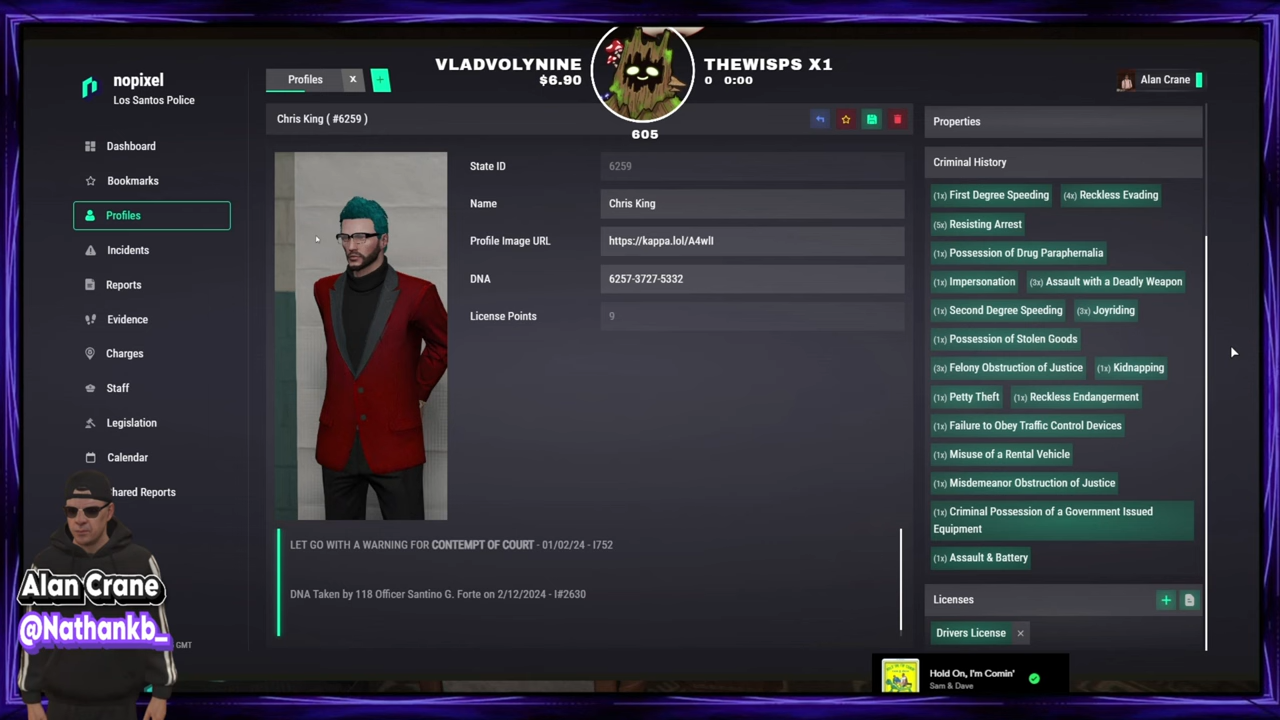 VLADVOLYNINE
$6.90
THEWISPS X1
0 0:00
605
nopixel
Los Santos Police
Profiles
x
+
Alan Crane
Dashboard
Bookmarks
Profiles
Incidents
Reports
Evidence
Charges
Staff
Legislation
Calendar
hared Reports
GMT
Chris King ( #6259 )
State ID
6259
Name
Chris King
Profile Image URL
https://kappa.lol/A4wlI
DNA
6257-3727-5332
License Points
9
LET GO WITH A WARNING FOR CONTEMPT OF COURT - 01/02/24 - I752
DNA Taken by 118 Officer Santino G. Forte on 2/12/2024 - I#2630
Properties
Criminal History
(1x) First Degree Speeding (4x) Reckless Evading
(5x) Resisting Arrest
(1x) Possession of Drug Paraphernalia
(1x) Impersonation (3x) Assault with a Deadly Weapon
(1x) Second Degree Speeding (3x) Joyriding
(1x) Possession of Stolen Goods
(3x) Felony Obstruction of Justice (1x) Kidnapping
(1x) Petty Theft (1x) Reckless Endangerment
(1x) Failure to Obey Traffic Control Devices
(1x) Misuse of a Rental Vehicle
(1x) Misdemeanor Obstruction of Justice
(1x) Criminal Possession of a Government Issued
Equipment
(1x) Assault & Battery
Licenses
+
Drivers License x
Alan Crane
@Nathankb_
Hold On, I'm Comin'
Sam & Dave